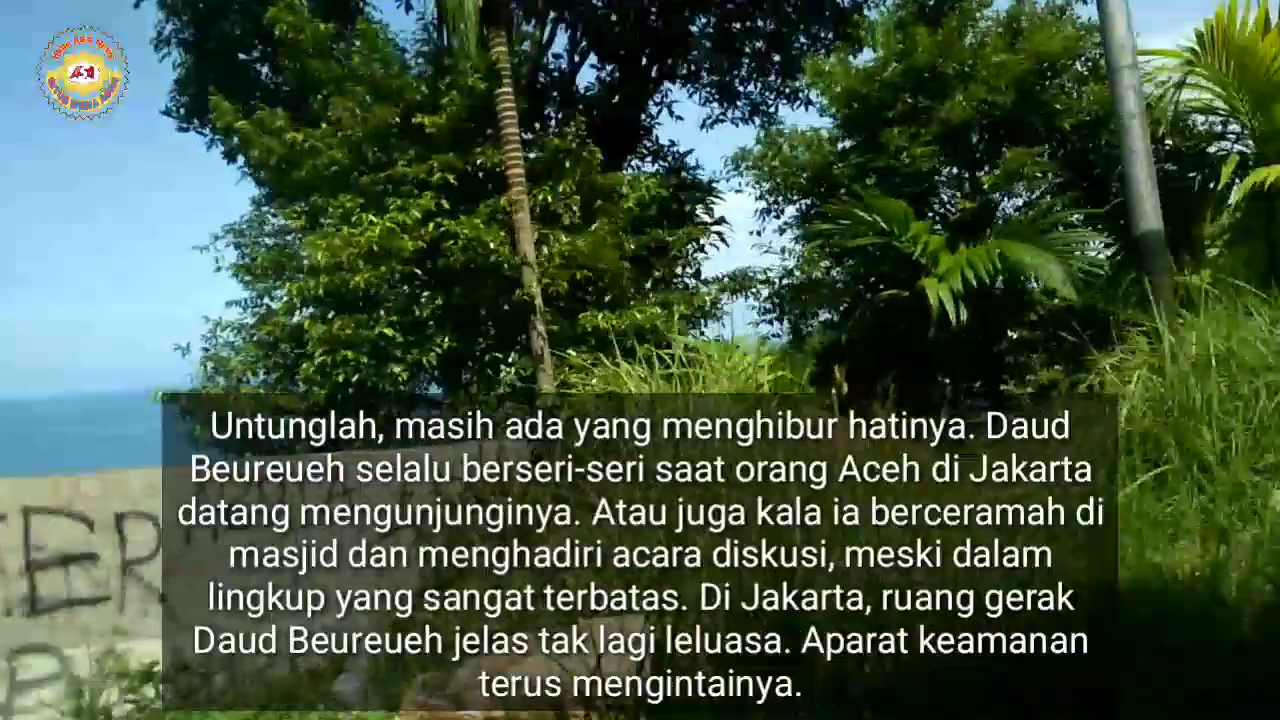 A1
Untunglah, masih ada yang menghibur hatinya. Daud
Beureueh selalu berseri-seri saat orang Aceh di Jakarta
datang mengunjunginya. Atau juga kala ia berceramah di
masjid dan menghadiri acara diskusi, meski dalam
lingkup yang sangat terbatas. Di Jakarta, ruang gerak
Daud Beureueh jelas tak lagi leluasa. Aparat keamanan
terus mengintainya.